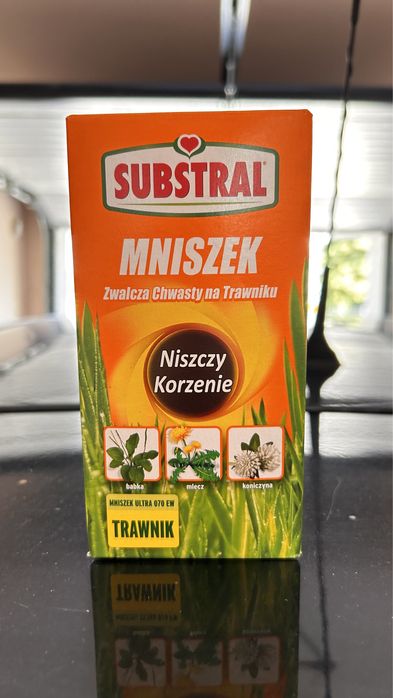 SUBSTRAL
MNISZEK
Zwalcza Chwasty na Trawniku
Niszczy
Korzenie
babka
mlecz
koniczyna
MNISZEK ULTRA 070 EW
TRAWNIK